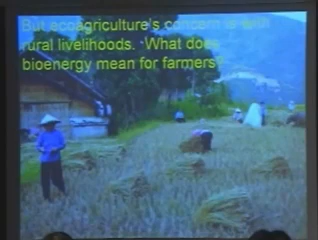 But ecoagriculture's concern is with
rural livelihoods. What does
bioenergy mean for farmers